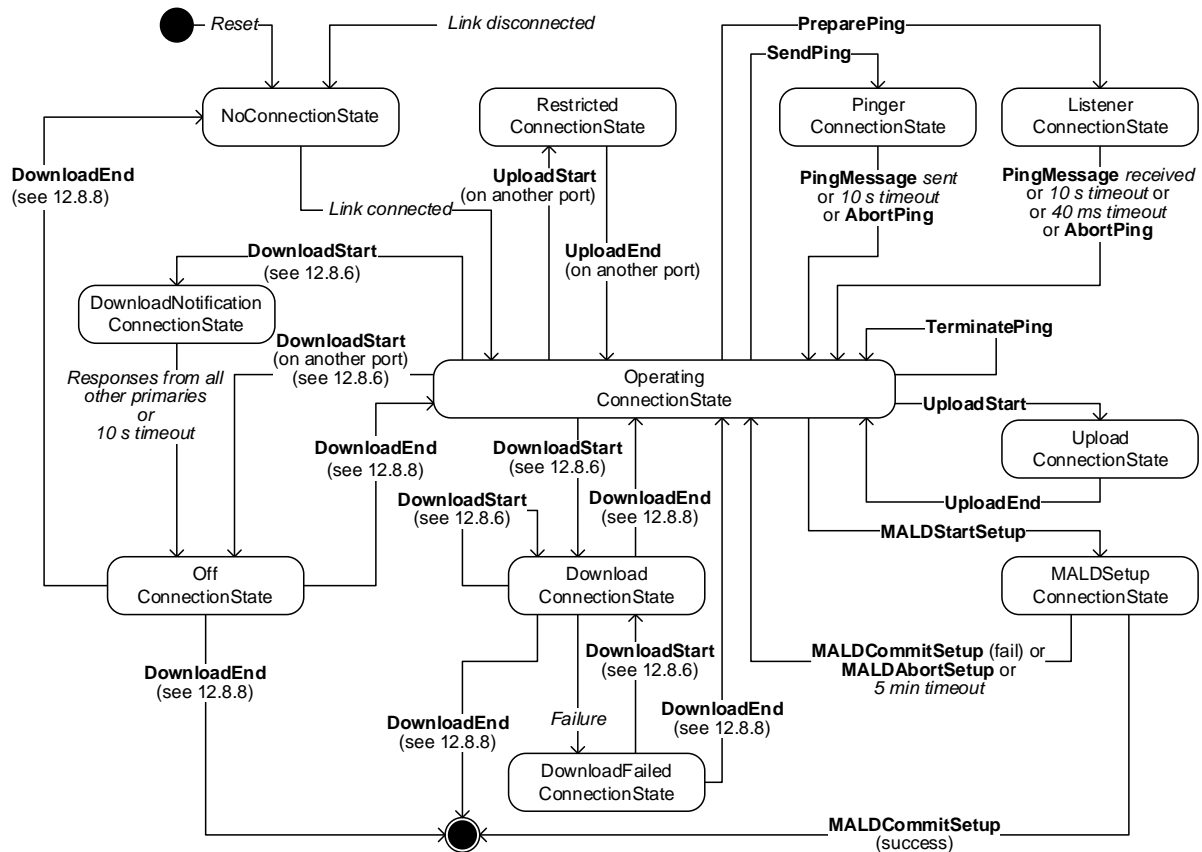 Reset
Link disconnected
PreparePing
SendPing
NoConnectionState
Restricted
ConnectionState
Pinger
ConnectionState
Listener
ConnectionState
DownloadEnd
(see 12.8.8)
UploadStart
(on another port)
PingMessage sent
or 10 s timeout
or AbortPing
PingMessage received
or 10 s timeout or
or 40 ms timeout
or AbortPing
Link connected
UploadEnd
(on another port)
DownloadStart
(see 12.8.6)
DownloadNotification
ConnectionState
DownloadStart
(on another port)
(see 12.8.6)
TerminatePing
Responses from all
other primaries
or
10 s timeout
Operating
ConnectionState
UploadStart
Upload
ConnectionState
DownloadEnd
(see 12.8.8)
DownloadStart
(see 12.8.6)
DownloadStart
(see 12.8.6)
DownloadEnd
(see 12.8.8)
UploadEnd
MALDStartSetup
Off
ConnectionState
Download
ConnectionState
MALDSetup
ConnectionState
DownloadEnd
(see 12.8.8)
DownloadStart
(see 12.8.6)
MALDCommitSetup (fail) or
MALDAbortSetup or
5 min timeout
DownloadEnd
(see 12.8.8)
Failure
DownloadEnd
(see 12.8.8)
DownloadFailed
ConnectionState
MALDCommitSetup
(success)